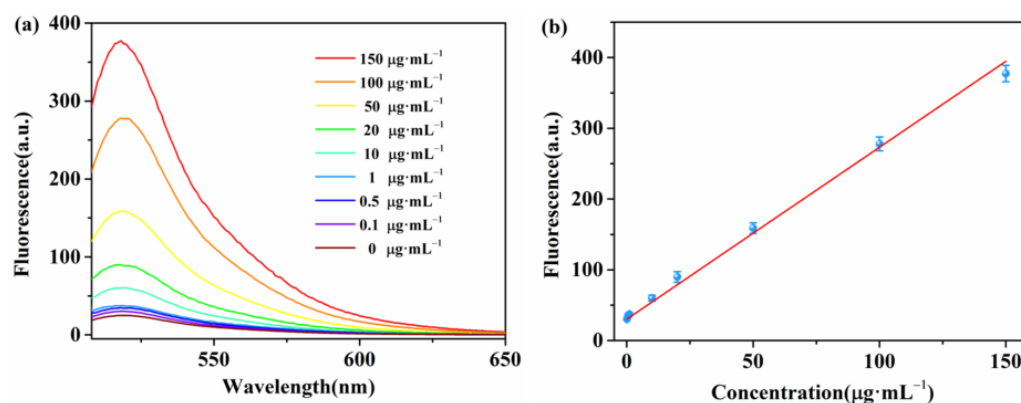 (a)
400
300
200
100
0
Fluorescence(a.u.)
150 μg·mL⁻¹
100 μg·mL⁻¹
50 μg·mL⁻¹
20 μg·mL⁻¹
10 μg·mL⁻¹
1 μg·mL⁻¹
0.5 μg·mL⁻¹
0.1 μg·mL⁻¹
0 μg·mL⁻¹
550 600 650
Wavelength(nm)
(b)
400
300
200
100
0
Fluorescence(a.u.)
0 50 100 150
Concentration(μg·mL⁻¹)